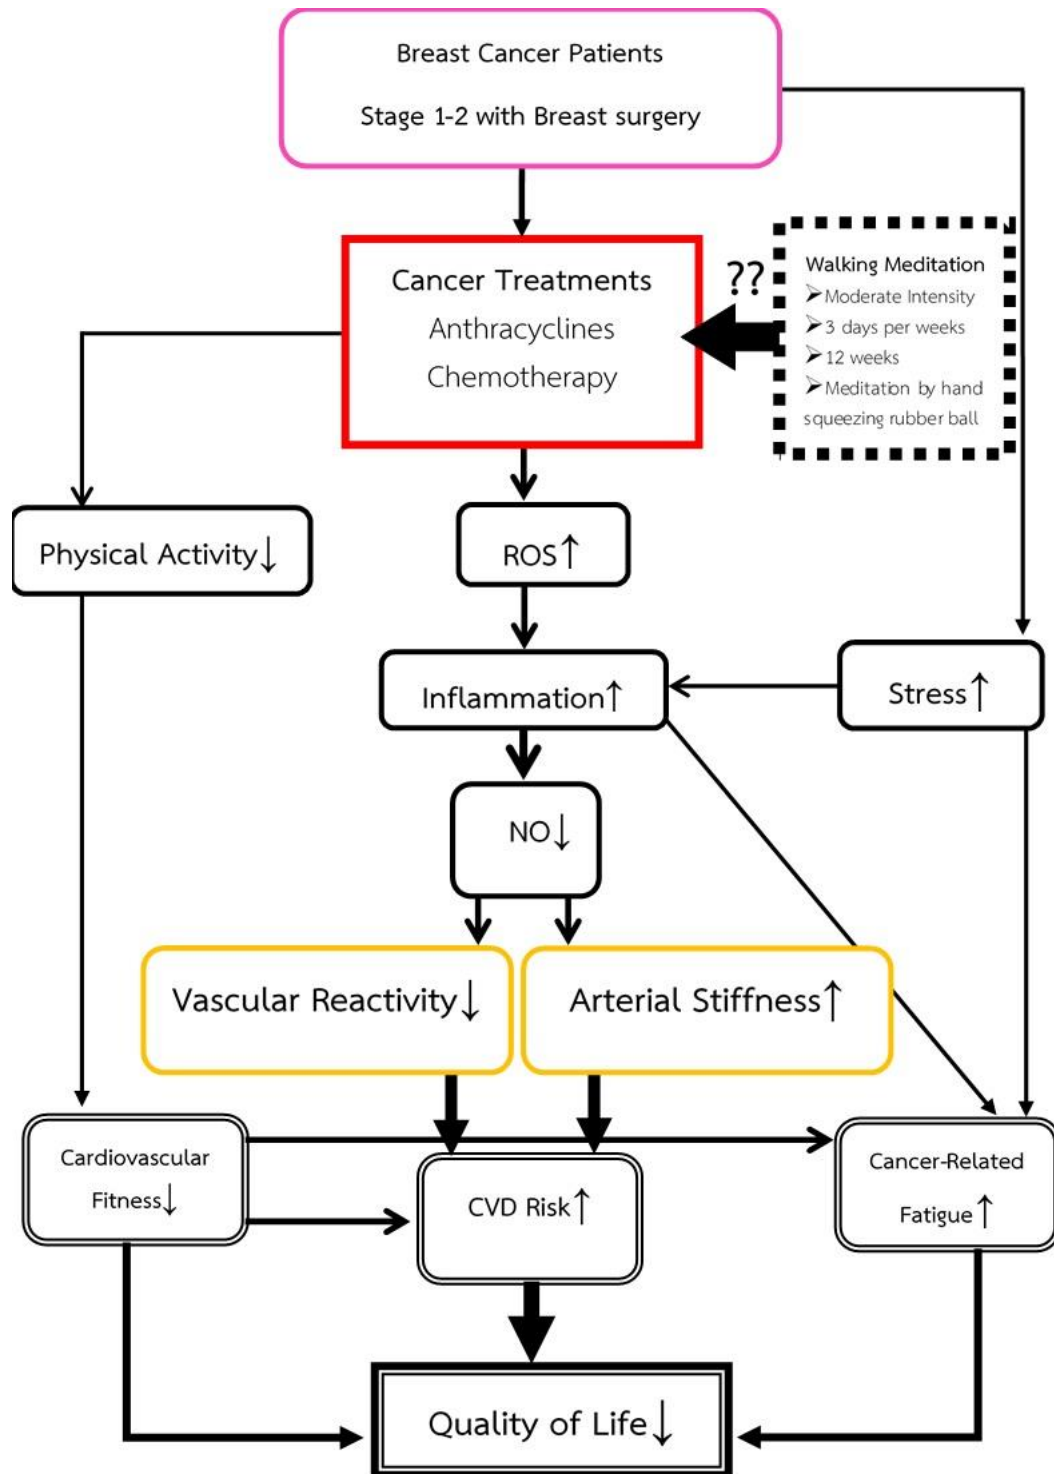 Breast Cancer Patients
Stage 1-2 with Breast surgery
Cancer Treatments
Anthracyclines
Chemotherapy
??
Walking Meditation
➢Moderate Intensity
➢3 days per weeks
➢12 weeks
➢Meditation by hand
squeezing rubber ball
Physical Activity↓
ROS↑
Inflammation↑
Stress↑
NO↓
Vascular Reactivity↓
Arterial Stiffness↑
Cardiovascular
Fitness↓
CVD Risk↑
Cancer-Related
Fatigue↑
Quality of Life↓